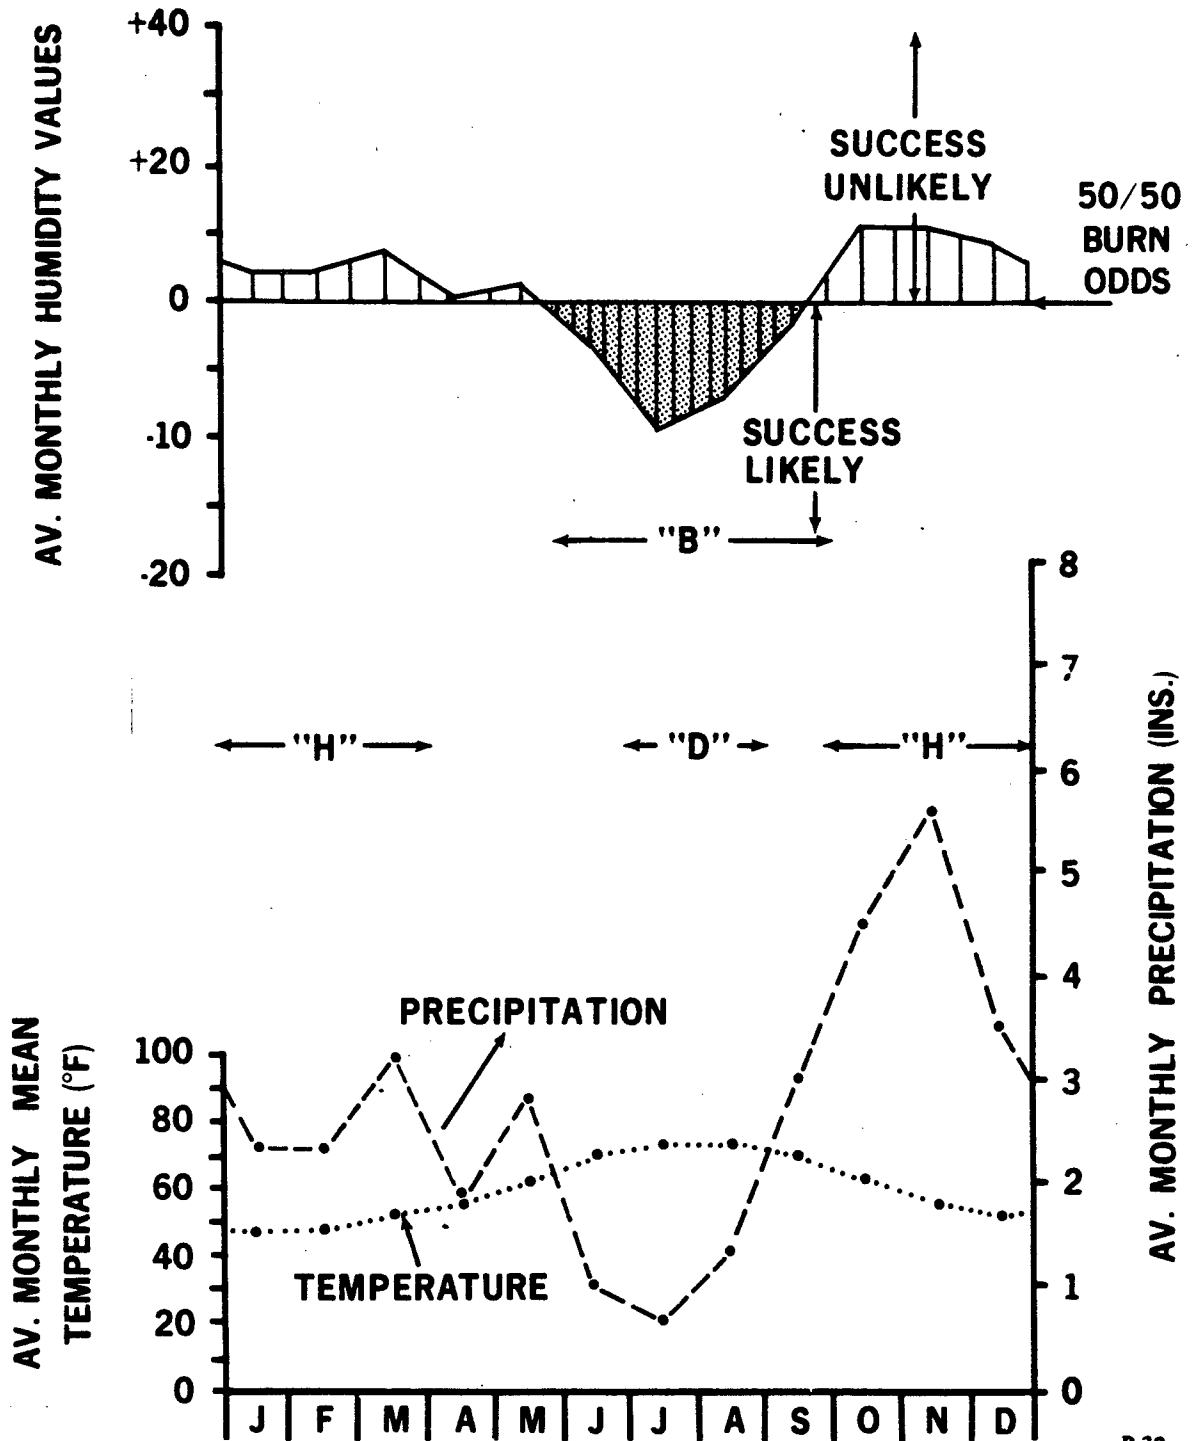 AV. MONTHLY HUMIDITY VALUES
+40
+20
0
-10
-20
SUCCESS
UNLIKELY
50/50
BURN
ODDS
SUCCESS
LIKELY
"B"
"H"
"D"
"H"
8
7
6
5
4
3
2
1
0
AV. MONTHLY PRECIPITATION (INS.)
PRECIPITATION
TEMPERATURE
AV. MONTHLY MEAN
TEMPERATURE (°F)
100
80
60
40
20
0
J F M A M J J A S O N D